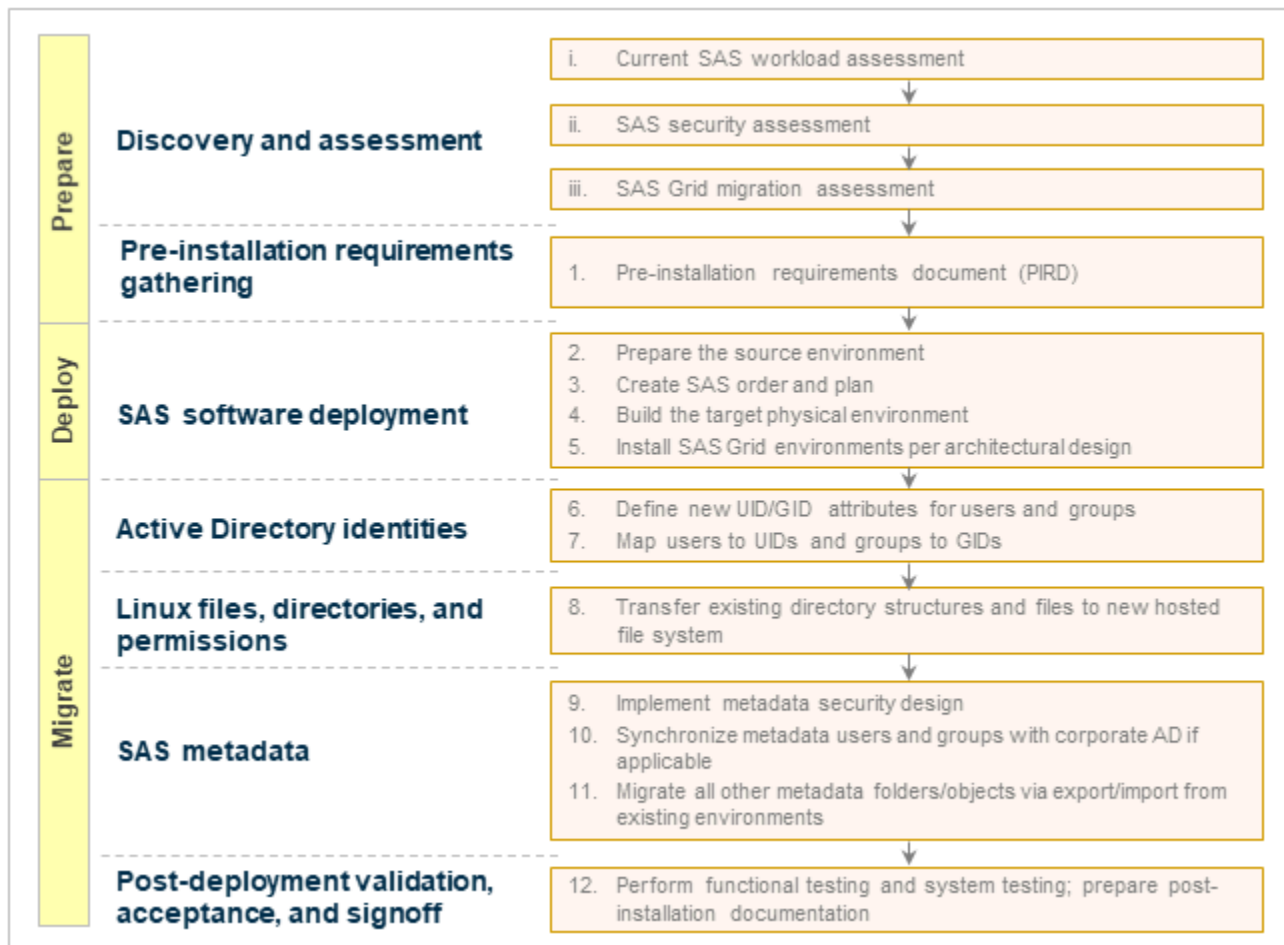 Prepare
Discovery and assessment
i. Current SAS workload assessment
ii. SAS security assessment
iii. SAS Grid migration assessment
Pre-installation requirements
gathering
1. Pre-installation requirements document (PIRD)
Deploy
SAS software deployment
2. Prepare the source environment
3. Create SAS order and plan
4. Build the target physical environment
5. Install SAS Grid environments per architectural design
Migrate
Active Directory identities
6. Define new UID/GID attributes for users and groups
7. Map users to UIDs and groups to GIDs
Linux files, directories, and
permissions
8. Transfer existing directory structures and files to new hosted
file system
SAS metadata
9. Implement metadata security design
10. Synchronize metadata users and groups with corporate AD if
applicable
11. Migrate all other metadata folders/objects via export/import from
existing environments
Post-deployment validation,
acceptance, and signoff
12. Perform functional testing and system testing; prepare post-
installation documentation